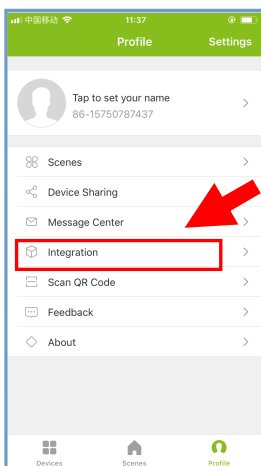 中国移动 11:37
Profile Settings
Tap to set your name
86-15750787437
Scenes
Device Sharing
Message Center
Integration
Scan QR Code
Feedback
About
Devices Scenes Profile